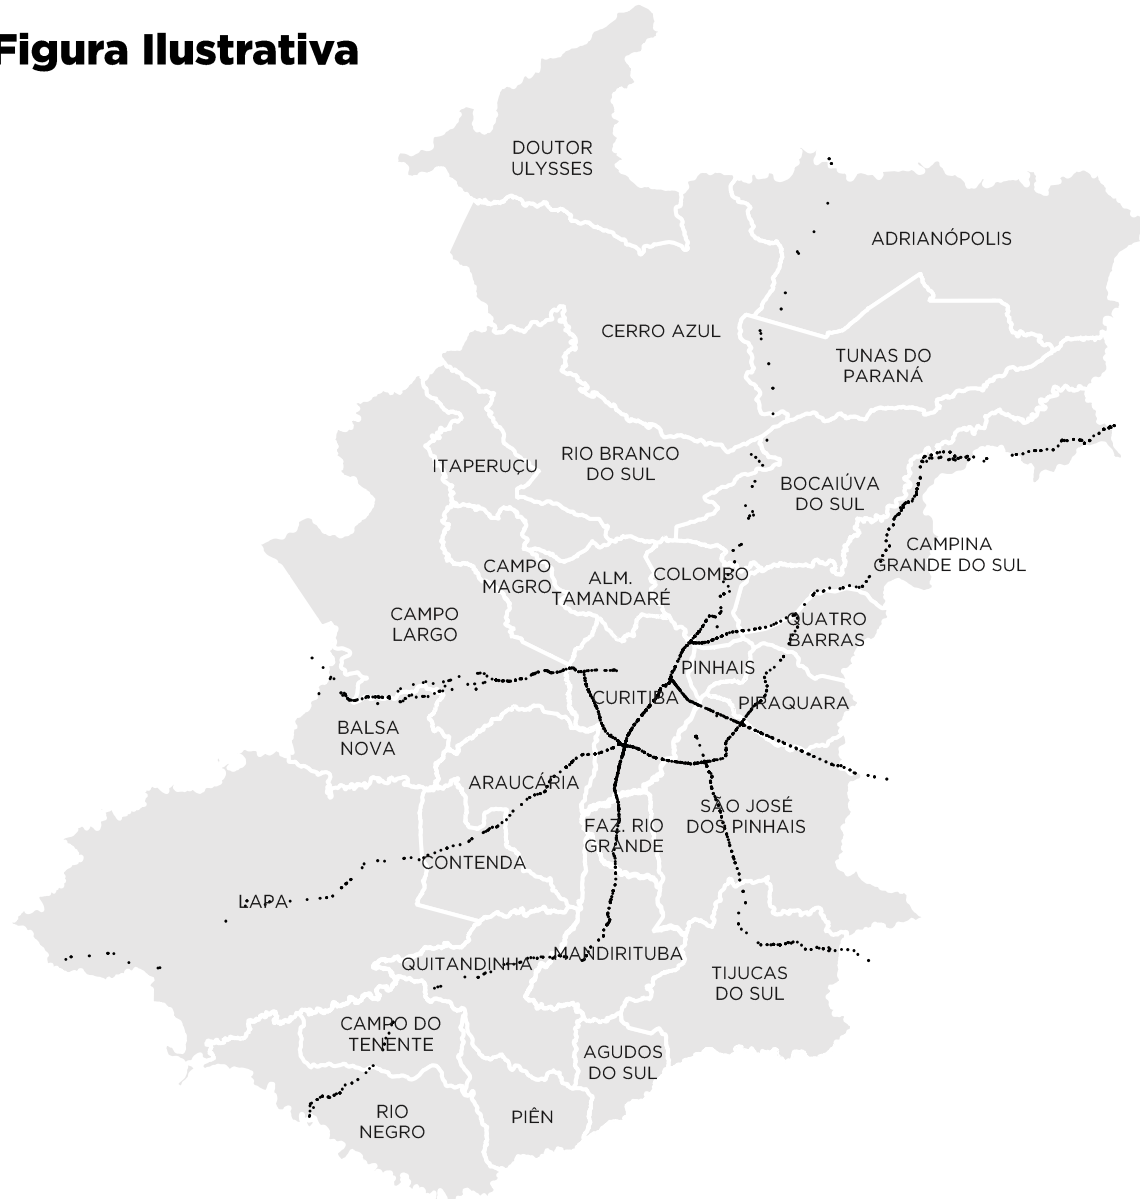 Figura Ilustrativa
DOUTOR
ULYSSES
ADRIANÓPOLIS
CERRO AZUL
TUNAS DO
PARANÁ
RIO BRANCO
DO SUL
ITAPERUÇU
BOCAIÚVA
DO SUL
CAMPINA
GRANDE DO SUL
CAMPO
MAGRO
ALM.
TAMANDARÉ
COLOMBO
CAMPO
LARGO
QUATRO
BARRAS
PINHAIS
CURITIBA
PIRAQUARA
BALSA
NOVA
ARAUCÁRIA
SÃO JOSÉ
DOS PINHAIS
FAZ. RIO
GRANDE
CONTENDA
LAPA
MANDIRITUBA
QUITANDINHA
TIJUCAS
DO SUL
CAMPO DO
TENENTE
AGUDOS
DO SUL
RIO
NEGRO
PIÊN